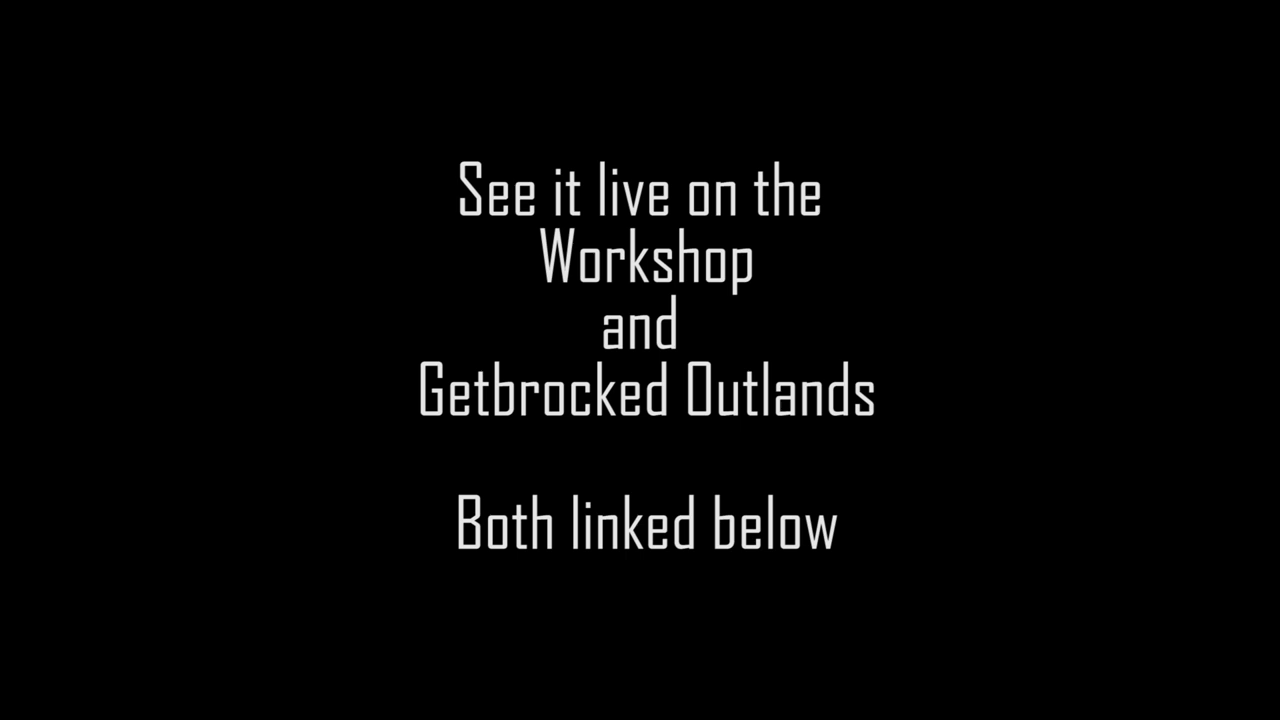 See it live on the
Workshop
and
Getbrocked Outlands
Both linked below